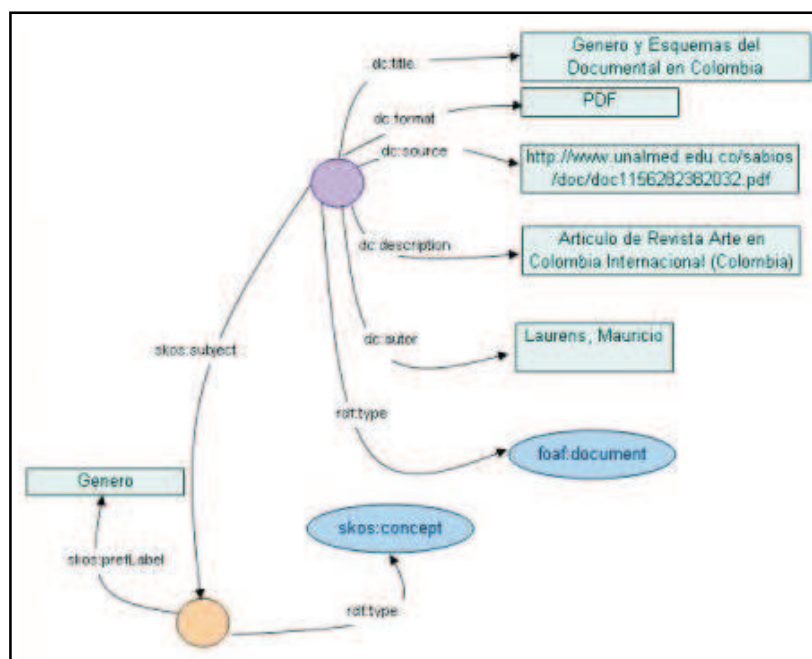 dc:title
Genero y Esquemas del
Documental en Colombia
dc:format
PDF
dc:source
http://www.unalmed.edu.co/sabios
/doc/doc1156282382032.pdf
dc:description
Articulo de Revista Arte en
Colombia Internacional (Colombia)
dc:autor
Laurens, Mauricio
skos:subject
rdf:type
foaf:document
Genero
skos:concept
skos:prefLabel
rdf:type